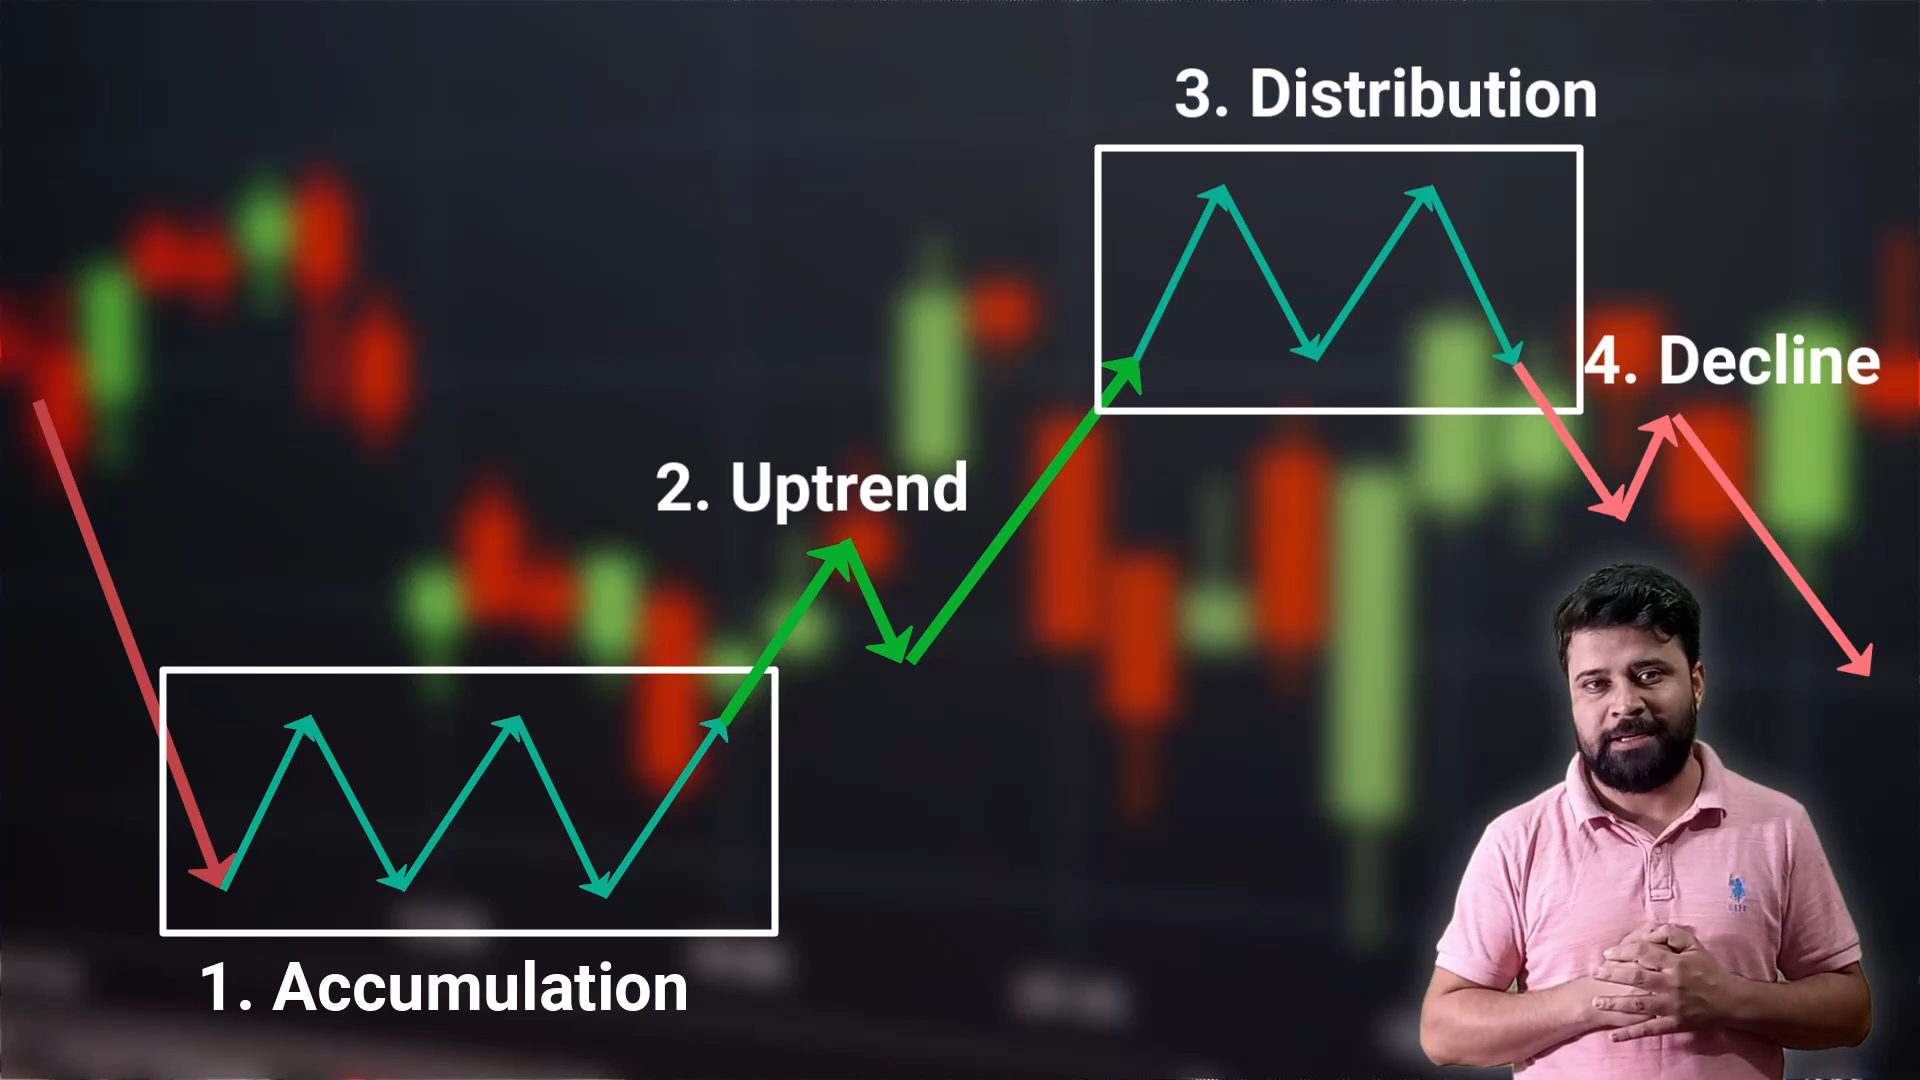 3. Distribution
4. Decline
2. Uptrend
1. Accumulation